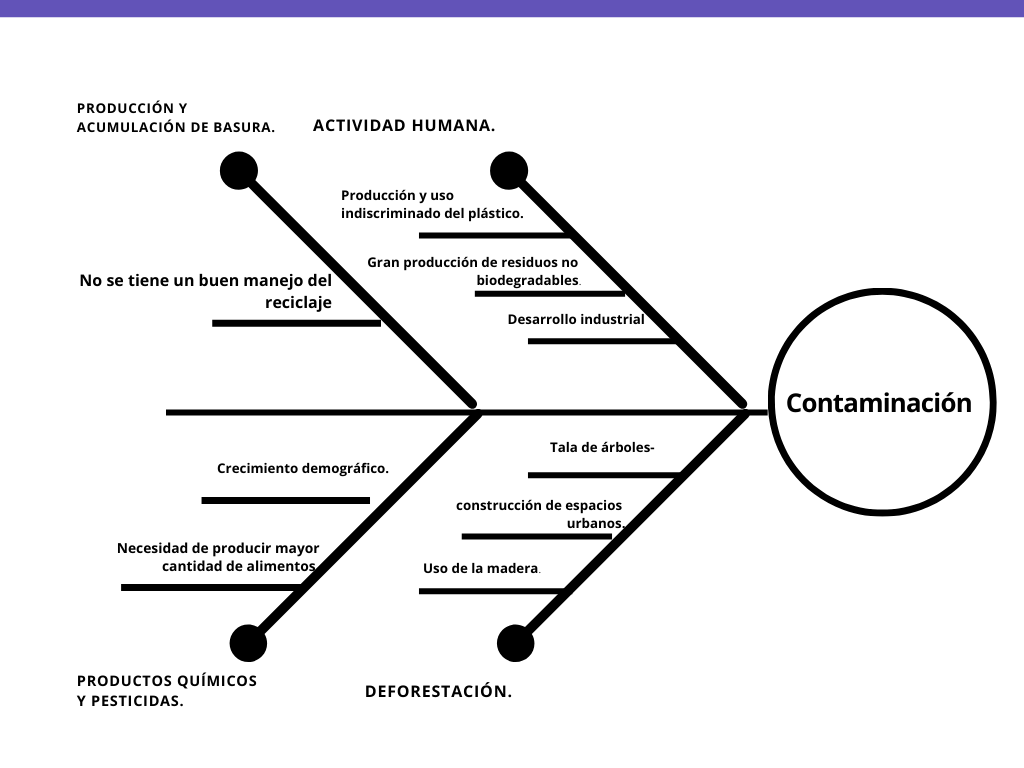 PRODUCCIÓN Y
ACUMULACIÓN DE BASURA.
ACTIVIDAD HUMANA.
Producción y uso
indiscriminado del plástico.
Gran producción de residuos no
biodegradables.
Desarrollo industrial
No se tiene un buen manejo del
reciclaje
Contaminación
Tala de árboles-
construcción de espacios
urbanos.
Uso de la madera.
Crecimiento demográfico.
Necesidad de producir mayor
cantidad de alimentos.
PRODUCTOS QUÍMICOS
Y PESTICIDAS.
DEFORESTACIÓN.